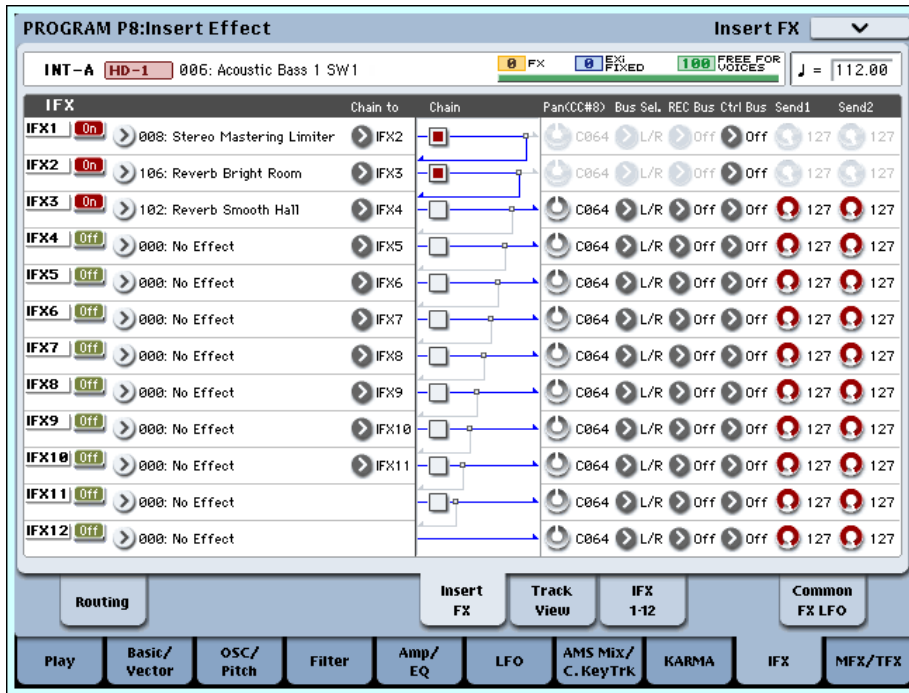 PROGRAM P8:Insert Effect Insert FX
INT-A HD-1 006: Acoustic Bass 1 SW1 0 FX 0 EXi FIXED 100 FREE FOR VOICES ♩ = 112.00
IFX Chain to Chain Pan(CC#8) Bus Sel. REC Bus Ctrl Bus Send1 Send2
IFX1 On 008: Stereo Mastering Limiter IFX2 C064 L/R Off Off 127 127
IFX2 On 106: Reverb Bright Room IFX3 C064 L/R Off Off 127 127
IFX3 On 102: Reverb Smooth Hall IFX4 C064 L/R Off Off 127 127
IFX4 Off 000: No Effect IFX5 C064 L/R Off Off 127 127
IFX5 Off 000: No Effect IFX6 C064 L/R Off Off 127 127
IFX6 Off 000: No Effect IFX7 C064 L/R Off Off 127 127
IFX7 Off 000: No Effect IFX8 C064 L/R Off Off 127 127
IFX8 Off 000: No Effect IFX9 C064 L/R Off Off 127 127
IFX9 Off 000: No Effect IFX10 C064 L/R Off Off 127 127
IFX10 Off 000: No Effect IFX11 C064 L/R Off Off 127 127
IFX11 Off 000: No Effect C064 L/R Off Off 127 127
IFX12 Off 000: No Effect C064 L/R Off Off 127 127
Routing Insert FX Track View IFX 1-12 Common FX LFO
Play Basic/Vector OSC/Pitch Filter Amp/EQ LFO AMS Mix/C.KeyTrk KARMA IFX MFX/TFX